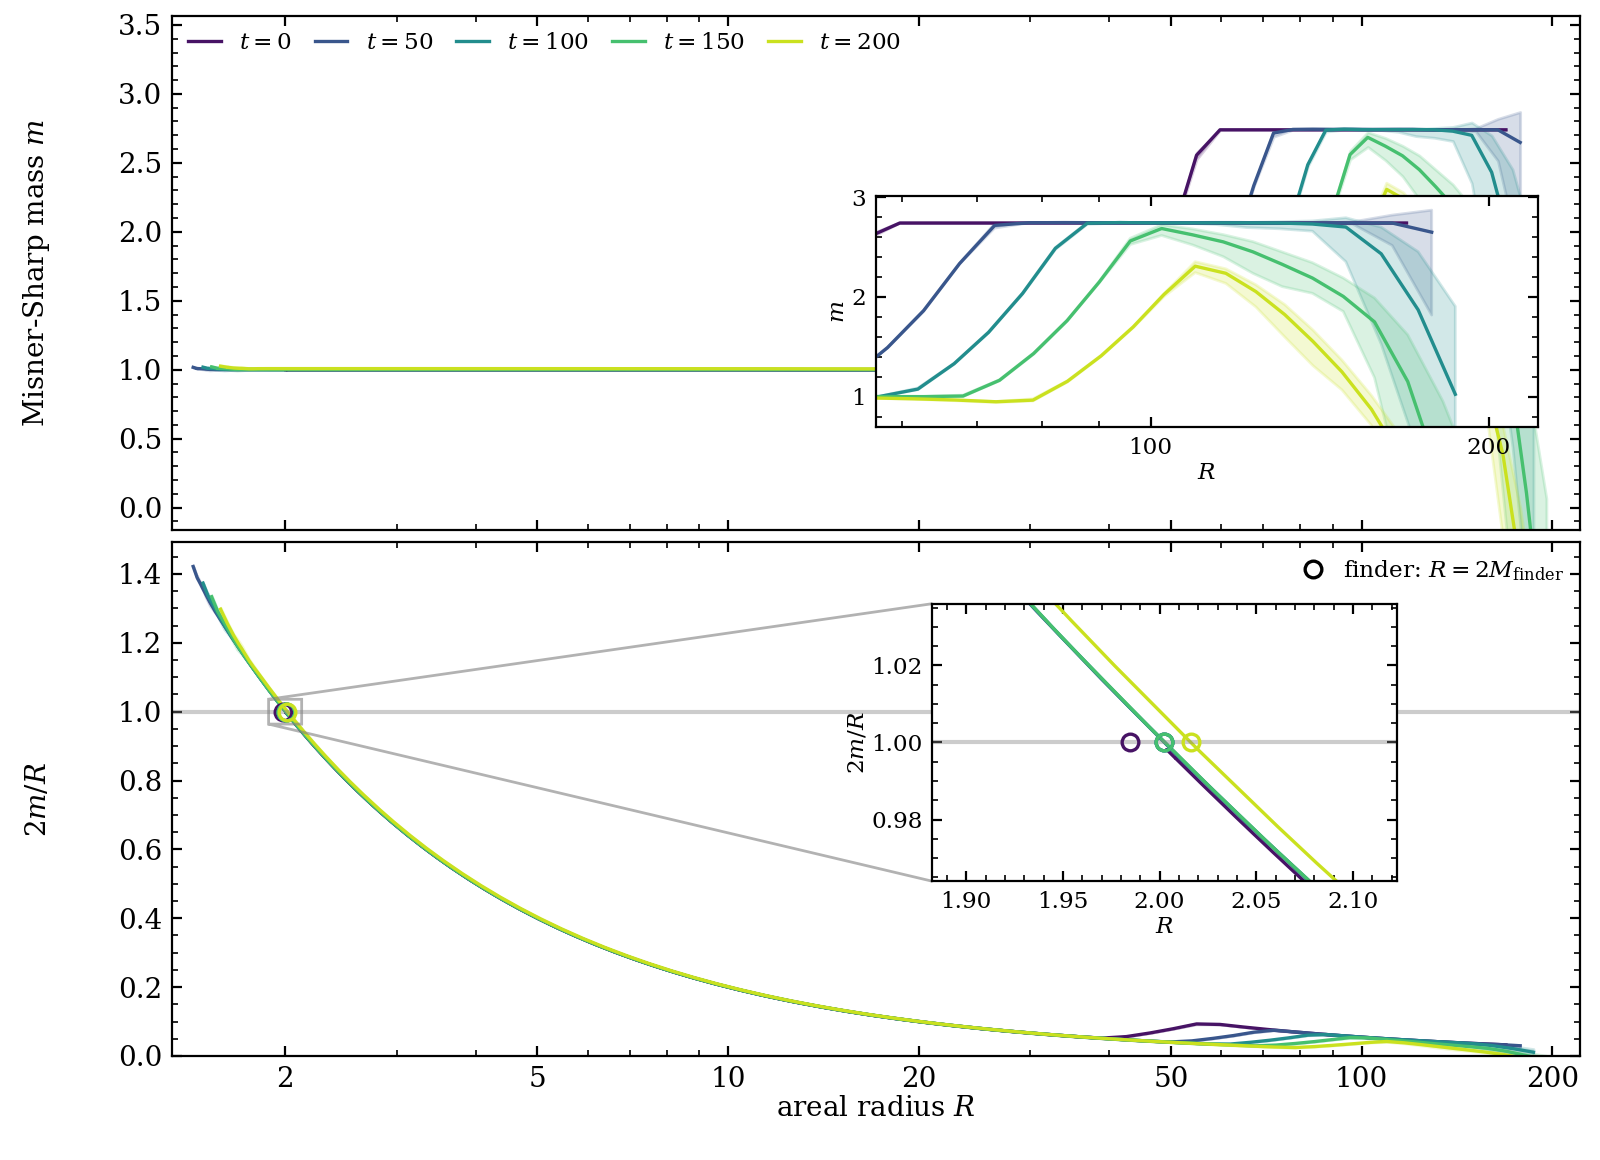 Misner-Sharp mass m
3.5
3.0
2.5
2.0
1.5
1.0
0.5
0.0
t = 0 t = 50 t = 100 t = 150 t = 200
m
3
2
1
100 200
R
2m/R
1.4
1.2
1.0
0.8
0.6
0.4
0.2
0.0
finder: R = 2M_finder
2m/R
1.02
1.00
0.98
1.90 1.95 2.00 2.05 2.10
R
2 5 10 20 50 100 200
areal radius R